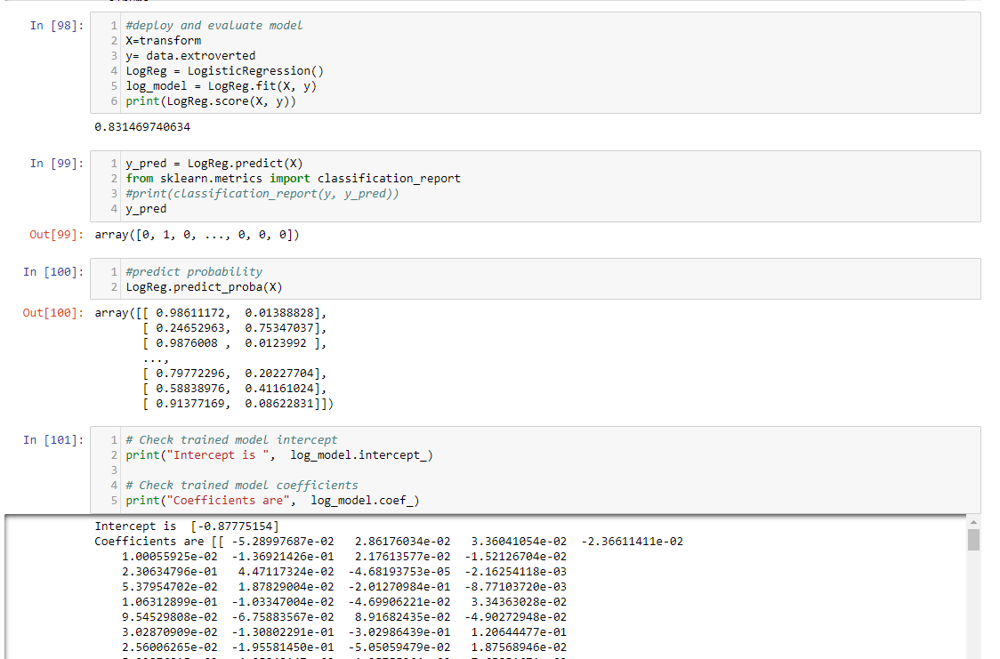 In [98]:
1 #deploy and evaluate model
2 X=transform
3 y= data.extroverted
4 LogReg = LogisticRegression()
5 log_model = LogReg.fit(X, y)
6 print(LogReg.score(X, y))
0.831469740634
In [99]:
1 y_pred = LogReg.predict(X)
2 from sklearn.metrics import classification_report
3 #print(classification_report(y, y_pred))
4 y_pred
Out[99]: array([0, 1, 0, ..., 0, 0, 0])
In [100]:
1 #predict probability
2 LogReg.predict_proba(X)
Out[100]: array([[ 0.98611172, 0.01388828],
[ 0.24652963, 0.75347037],
[ 0.9876008 , 0.0123992 ],
...,
[ 0.79772296, 0.20227704],
[ 0.58838976, 0.41161024],
[ 0.91377169, 0.08622831]])
In [101]:
1 # Check trained model intercept
2 print("Intercept is ", log_model.intercept_)
3
4 # Check trained model coefficients
5 print("Coefficients are", log_model.coef_)
Intercept is [-0.87775154]
Coefficients are [[ -5.28997687e-02 2.86176034e-02 3.36041054e-02 -2.36611411e-02
1.00055925e-02 -1.36921426e-01 2.17613577e-02 -1.52126704e-02
2.30634796e-01 4.47117324e-02 -4.68193753e-05 -2.16254118e-03
5.37954702e-02 1.87829004e-02 -2.01270984e-01 -8.77103720e-03
1.06312899e-01 -1.03347004e-02 -4.69906221e-02 3.34363028e-02
9.54529808e-02 -6.75883567e-02 8.91682435e-02 -4.90272948e-02
3.02870909e-02 -1.30802291e-01 -3.02986439e-01 1.20644477e-01
2.56006265e-02 -1.95581450e-01 -5.05059479e-02 1.87568946e-02